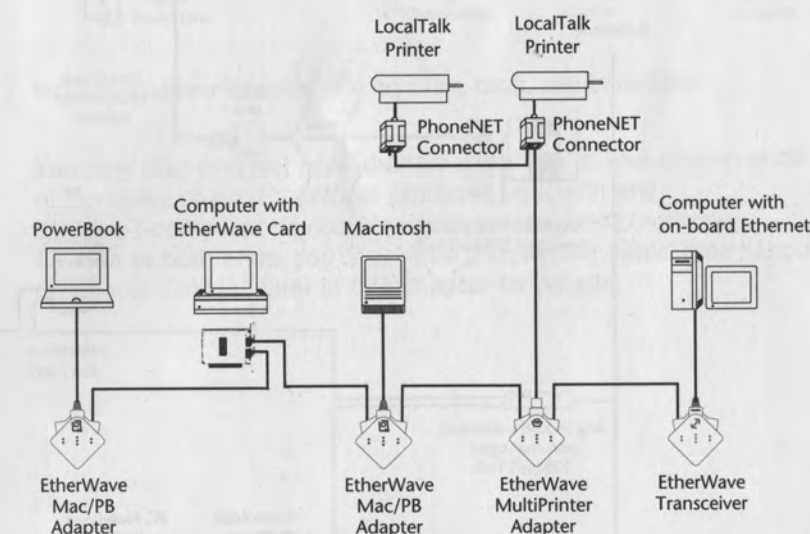 LocalTalk
Printer
LocalTalk
Printer
PhoneNET
Connector
PhoneNET
Connector
PowerBook
Computer with
EtherWave Card
Macintosh
Computer with
on-board Ethernet
EtherWave
Mac/PB
Adapter
EtherWave
Mac/PB
Adapter
EtherWave
MultiPrinter
Adapter
EtherWave
Transceiver